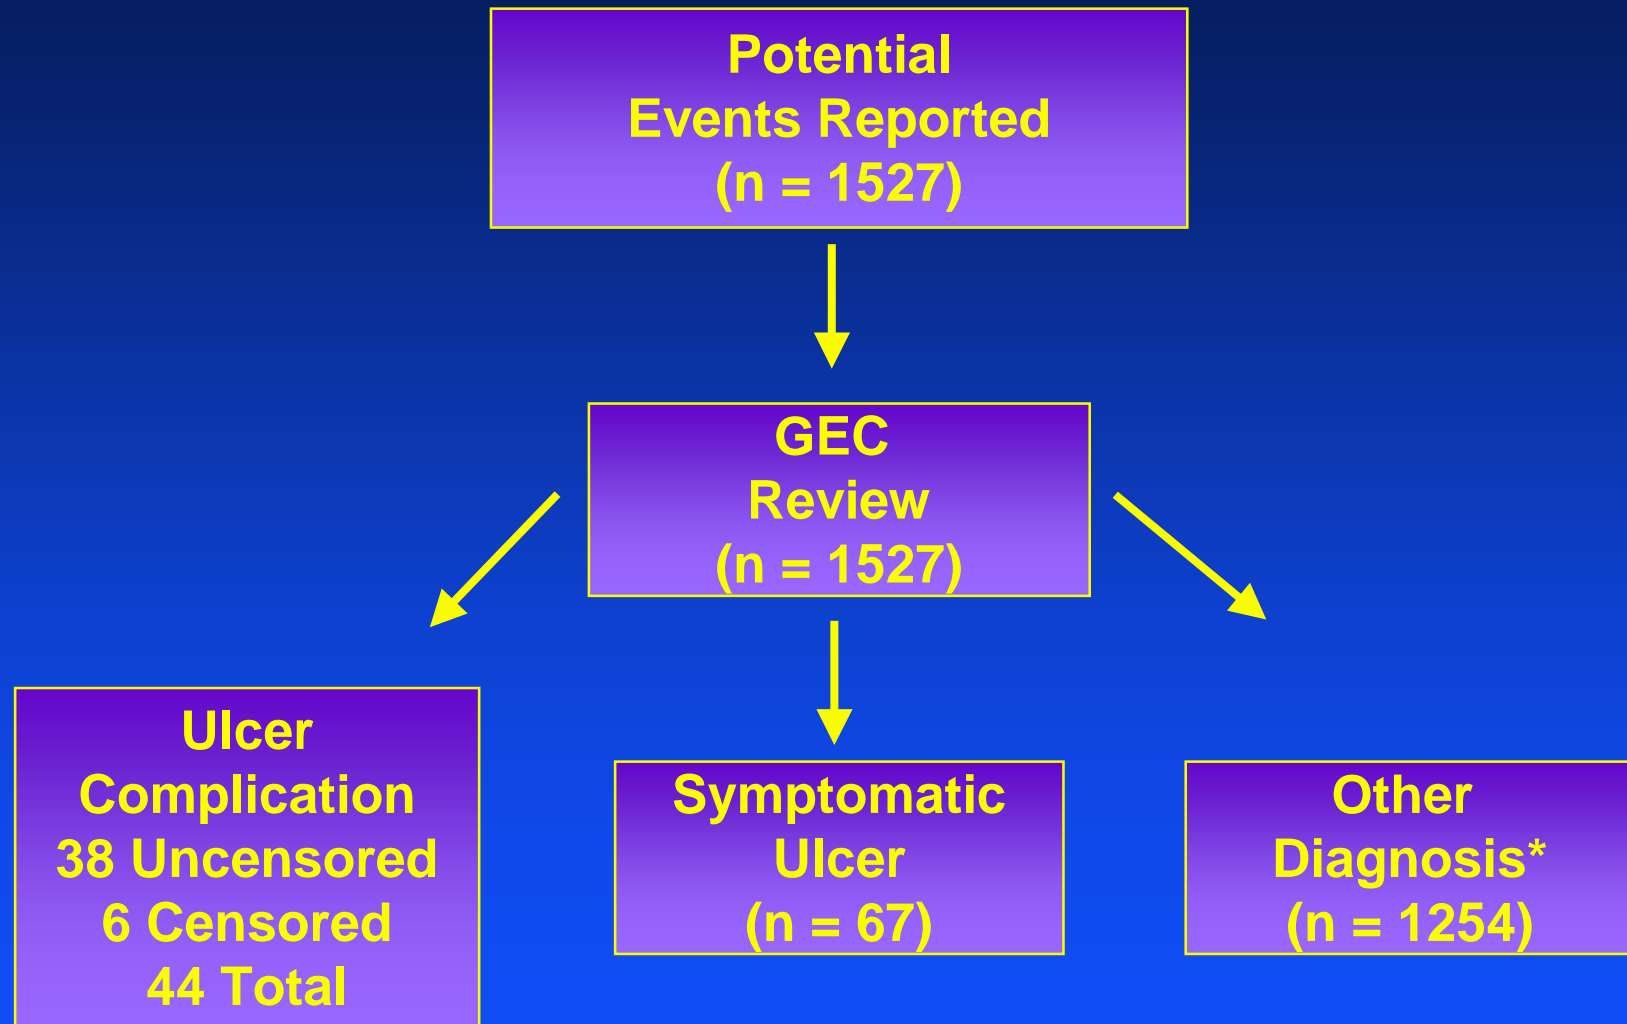 Potential
Events Reported
(n = 1527)
GEC
Review
(n = 1527)
Ulcer
Complication
38 Uncensored
6 Censored
44 Total
Symptomatic
Ulcer
(n = 67)
Other
Diagnosis*
(n = 1254)